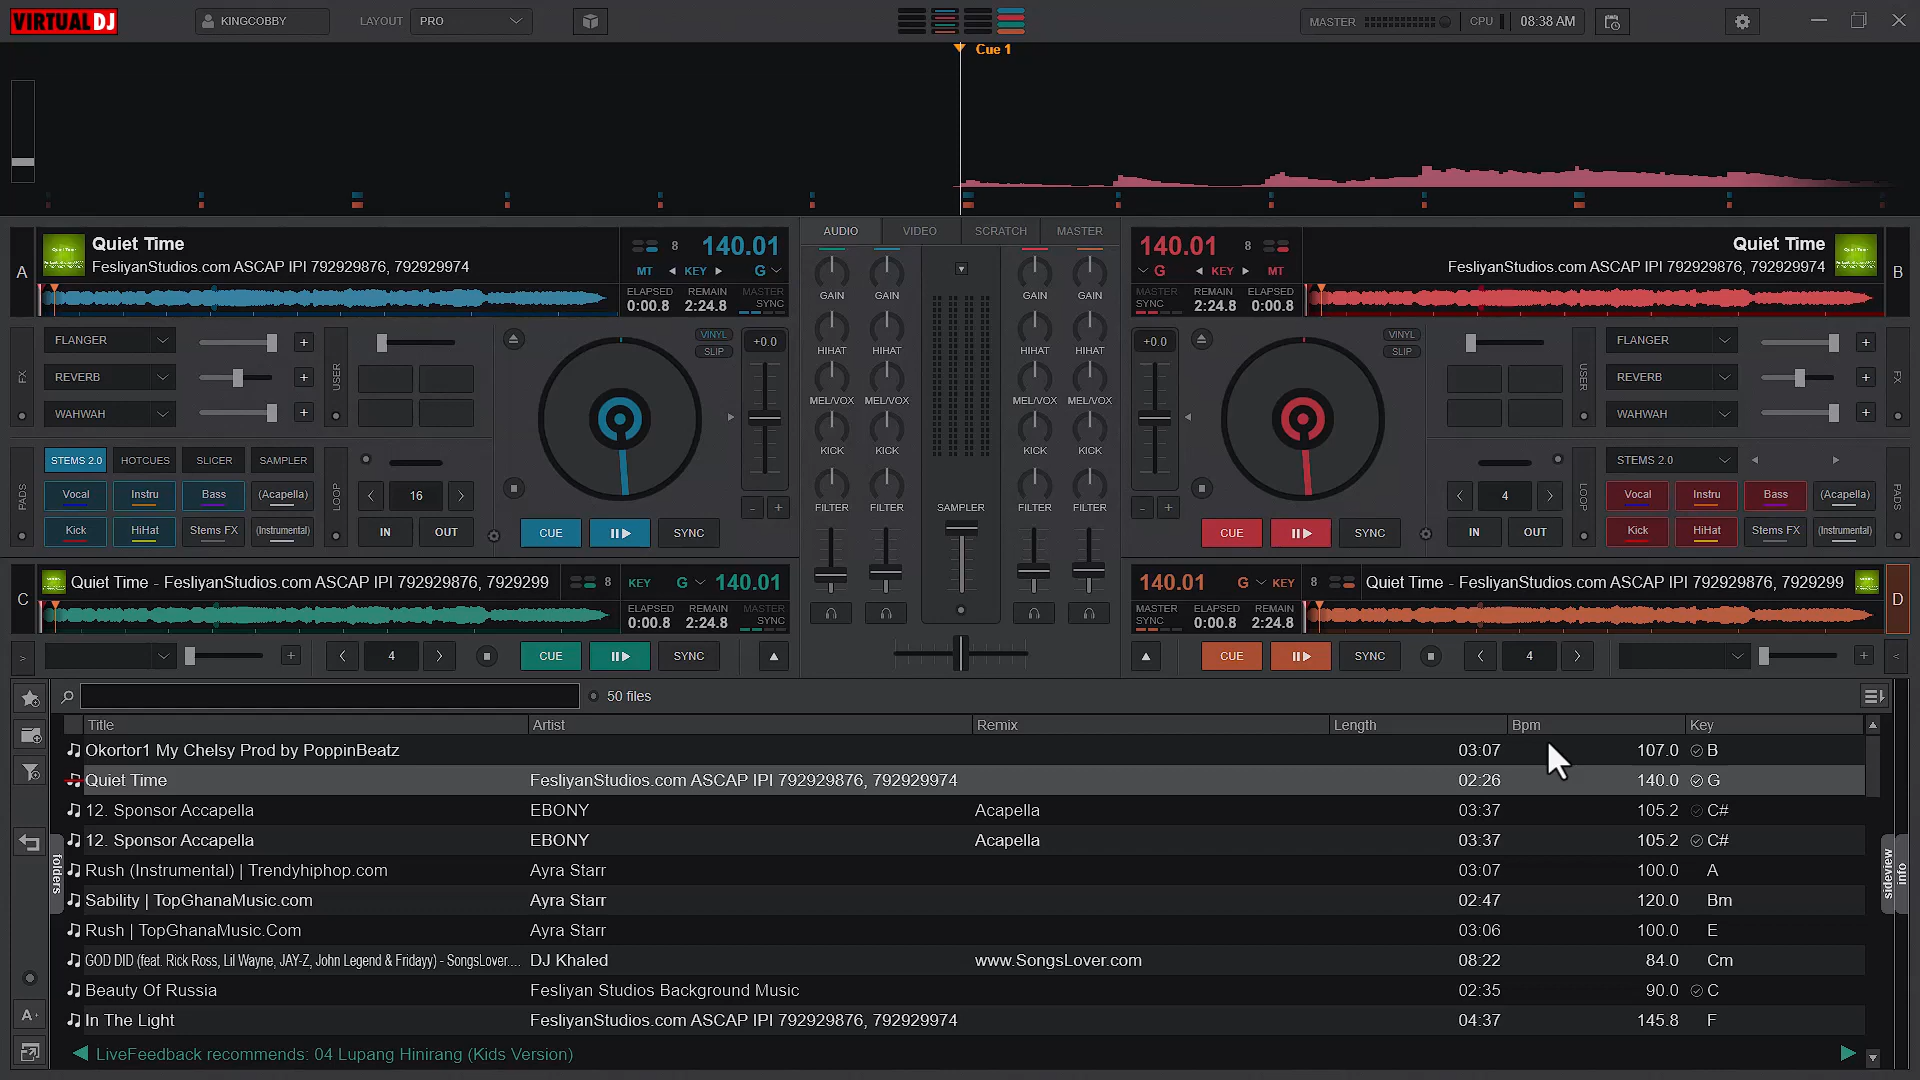 VIRTUAL DJ
KINGCOBBY
LAYOUT PRO
MASTER CPU 08:38 AM
Cue 1
A
Quiet Time
FesliyanStudios.com ASCAP IPI 792929876, 792929974
8 140.01
MT KEY G
ELAPSED REMAIN MASTER
0:00.8 2:24.8 SYNC
AUDIO VIDEO SCRATCH MASTER
140.01 8
G KEY MT
MASTER REMAIN ELAPSED
SYNC 2:24.8 0:00.8
Quiet Time
FesliyanStudios.com ASCAP IPI 792929876, 792929974
B
FX
FLANGER +
REVERB +
WAHWAH +
USER
VINYL
SLIP
+0.0
PADS
STEMS 2.0 HOTCUES SLICER SAMPLER
Vocal Instru Bass (Acapella)
Kick HiHat Stems FX (Instrumental)
LOOP
16
IN OUT
CUE SYNC
- +
GAIN GAIN GAIN GAIN
HIHAT HIHAT HIHAT HIHAT
MEL/VOX MEL/VOX MEL/VOX MEL/VOX
KICK KICK KICK KICK
FILTER FILTER SAMPLER FILTER FILTER
+0.0
VINYL
SLIP
- +
CUE SYNC
USER
FLANGER +
REVERB +
WAHWAH +
FX
4
IN OUT
LOOP
STEMS 2.0
Vocal Instru Bass (Acapella)
Kick HiHat Stems FX (Instrumental)
PADS
C
Quiet Time - FesliyanStudios.com ASCAP IPI 792929876, 7929299
8 KEY G 140.01
ELAPSED REMAIN MASTER
0:00.8 2:24.8 SYNC
+ 4 CUE SYNC
140.01 G KEY 8
MASTER ELAPSED REMAIN
SYNC 0:00.8 2:24.8
Quiet Time - FesliyanStudios.com ASCAP IPI 792929876, 7929299
D
CUE SYNC 4 +
50 files
Title Artist Remix Length Bpm Key
Okortor1 My Chelsy Prod by PoppinBeatz 03:07 107.0 B
Quiet Time FesliyanStudios.com ASCAP IPI 792929876, 792929974 02:26 140.0 G
12. Sponsor Accapella EBONY Acapella 03:37 105.2 C#
12. Sponsor Accapella EBONY Acapella 03:37 105.2 C#
Rush (Instrumental) | Trendyhiphop.com Ayra Starr 03:07 100.0 A
Sability | TopGhanaMusic.com Ayra Starr 02:47 120.0 Bm
Rush | TopGhanaMusic.Com Ayra Starr 03:06 100.0 E
GOD DID (feat. Rick Ross, Lil Wayne, JAY-Z, John Legend & Fridayy) - SongsLover.... DJ Khaled www.SongsLover.com 08:22 84.0 Cm
Beauty Of Russia Fesliyan Studios Background Music 02:35 90.0 C
In The Light FesliyanStudios.com ASCAP IPI 792929876, 792929974 04:37 145.8 F
LiveFeedback recommends: 04 Lupang Hinirang (Kids Version)
folders
sideview
info
A+